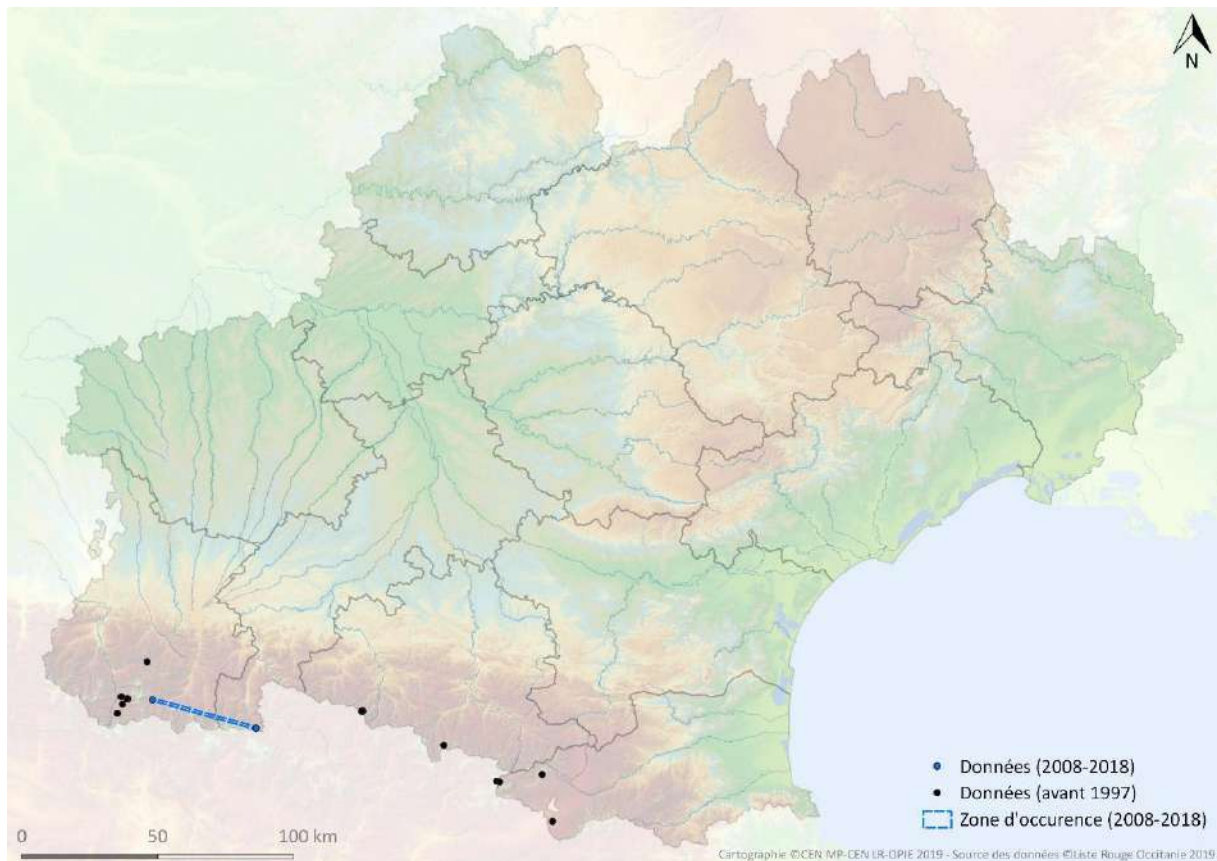 N
Données (2008-2018)
Données (avant 1997)
Zone d'occurence (2008-2018)
0 50 100 km
Cartographie ©CEN MP-CEN LR-OPIE 2019 - Source des données ©Liste Rouge Occitanie 2019